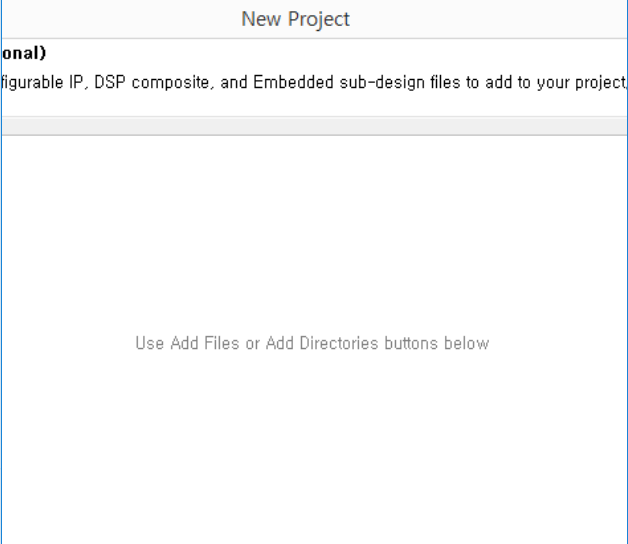 New Project
onal)
figurable IP, DSP composite, and Embedded sub-design files to add to your project.
Use Add Files or Add Directories buttons below